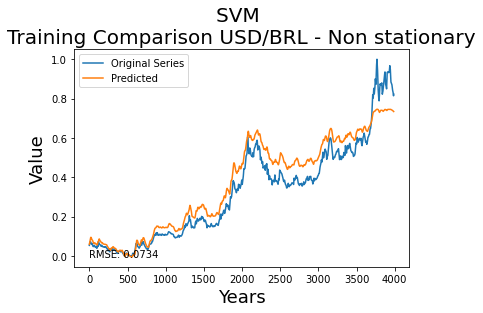 SVM
Training Comparison USD/BRL - Non stationary
Original Series
Predicted
Value
1.0
0.8
0.6
0.4
0.2
0.0
RMSE: 0.0734
0 500 1000 1500 2000 2500 3000 3500 4000
Years